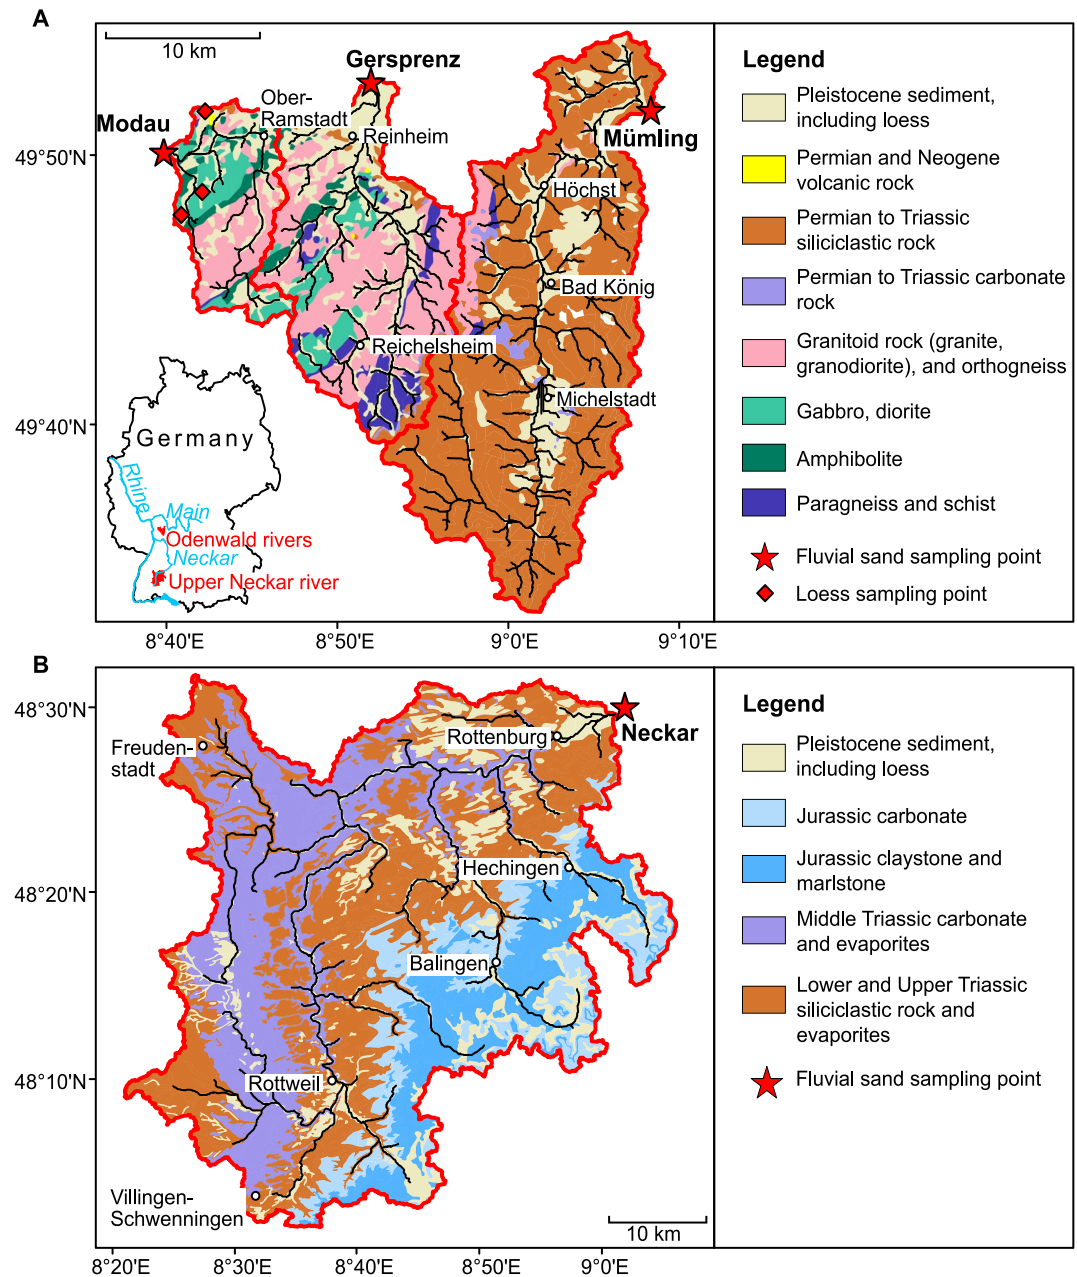 A
10 km
Gersprenz
Modau
Ober-
Ramstadt
Reinheim
Mümling
Höchst
Bad König
Reichelsheim
Michelstadt
49°50'N
49°40'N
Germany
Rhine
Main
Odenwald rivers
Neckar
Upper Neckar river
8°40'E
8°50'E
9°0'E
9°10'E
Legend
Pleistocene sediment,
including loess
Permian and Neogene
volcanic rock
Permian to Triassic
siliciclastic rock
Permian to Triassic carbonate
rock
Granitoid rock (granite,
granodiorite), and orthogneiss
Gabbro, diorite
Amphibolite
Paragneiss and schist
Fluvial sand sampling point
Loess sampling point
B
48°30'N
48°20'N
48°10'N
Freuden-
stadt
Rottenburg
Neckar
Hechingen
Balingen
Rottweil
Villingen-
Schwenningen
10 km
8°20'E
8°30'E
8°40'E
8°50'E
9°0'E
Legend
Pleistocene sediment,
including loess
Jurassic carbonate
Jurassic claystone and
marlstone
Middle Triassic carbonate
and evaporites
Lower and Upper Triassic
siliciclastic rock and
evaporites
Fluvial sand sampling point